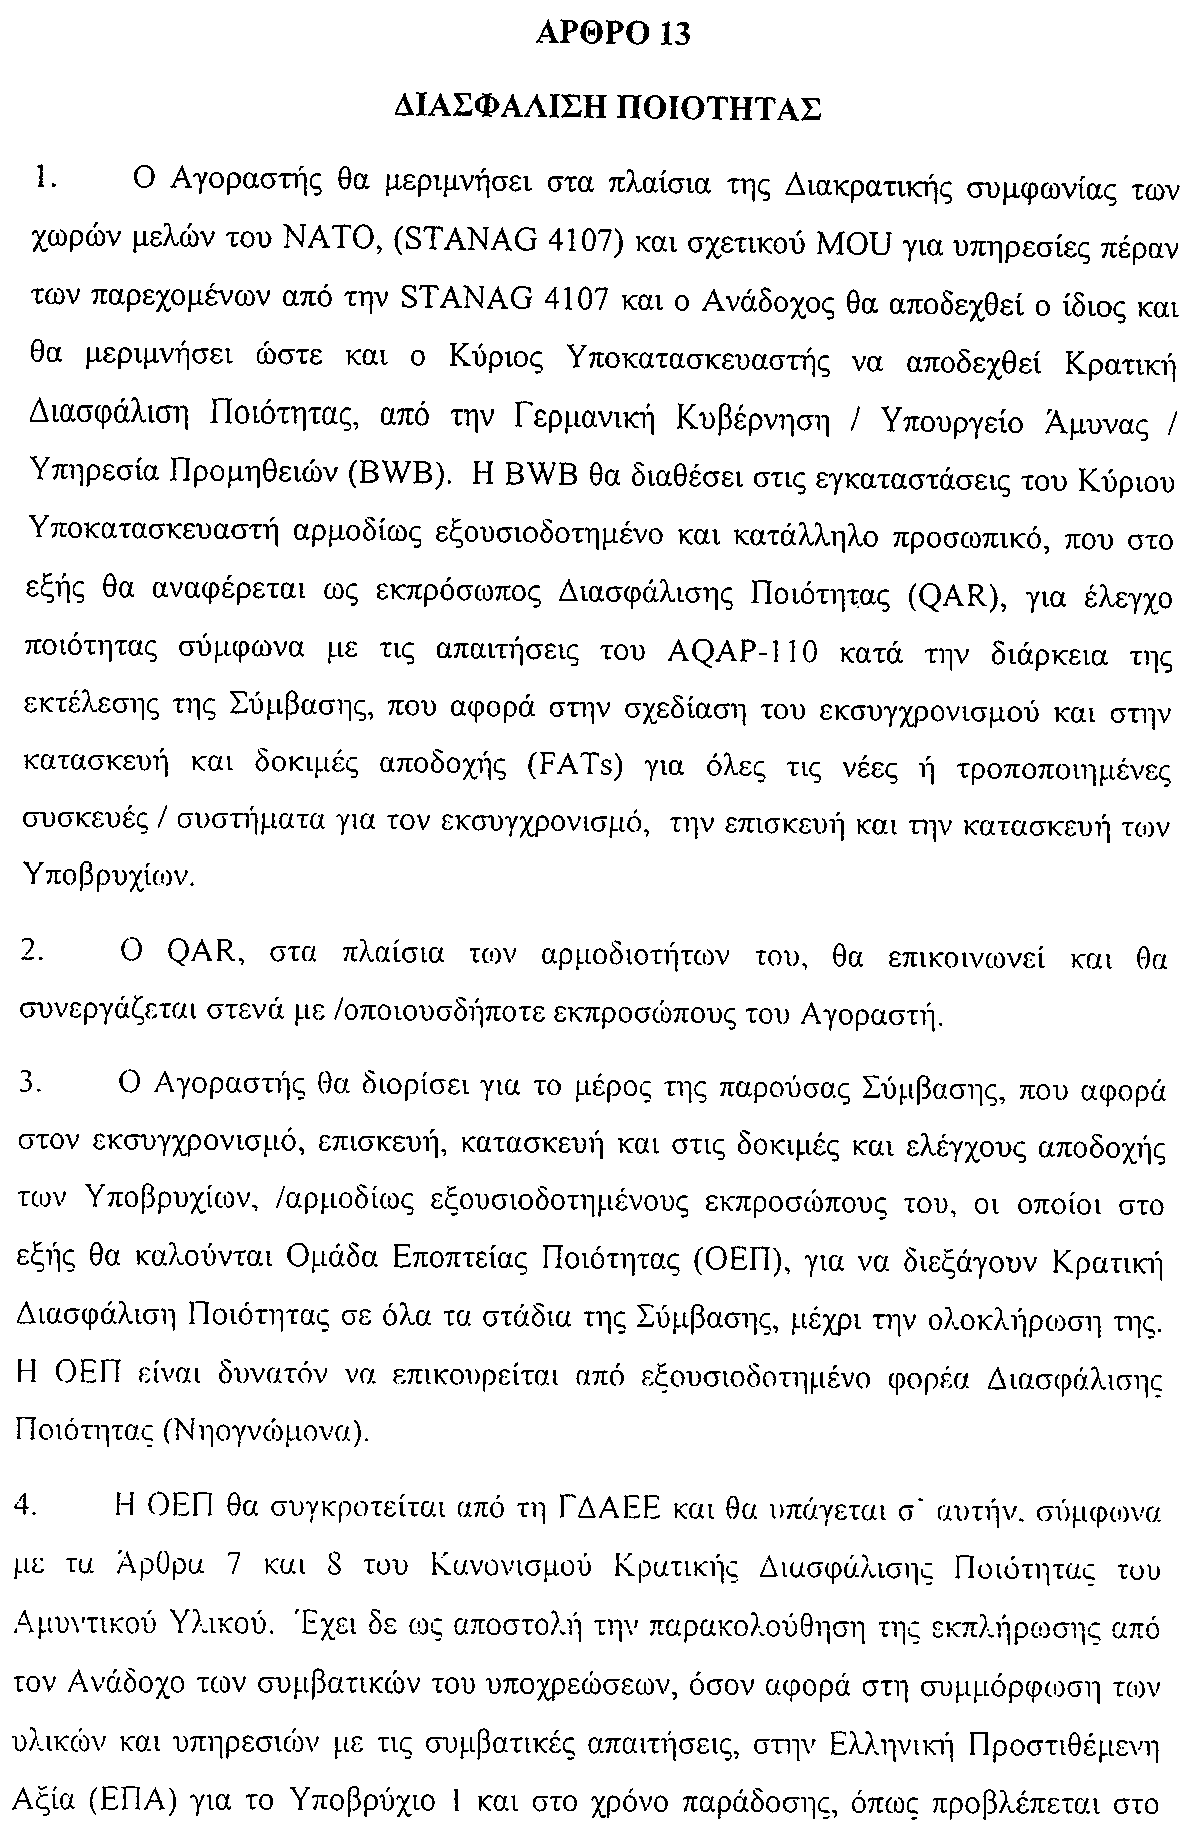 ΑΡΘΡΟ 13
ΔΙΑΣΦΑΛΙΣΗ ΠΟΙΟΤΗΤΑΣ
1. Ο Αγοραστής θα μεριμνήσει στα πλαίσια της Διακρατικής συμφωνίας των
χωρών μελών του ΝΑΤΟ, (STANAG 4107) και σχετικού MOU για υπηρεσίες πέραν
των παρεχομένων από την STANAG 4107 και ο Ανάδοχος θα αποδεχθεί ο ίδιος και
θα μεριμνήσει ώστε και ο Κύριος Υποκατασκευαστής να αποδεχθεί Κρατική
Διασφάλιση Ποιότητας, από την Γερμανική Κυβέρνηση / Υπουργείο Άμυνας /
Υπηρεσία Προμηθειών (BWB). Η BWB θα διαθέσει στις εγκαταστάσεις του Κύριου
Υποκατασκευαστή αρμοδίως εξουσιοδοτημένο και κατάλληλο προσωπικό, που στο
εξής θα αναφέρεται ως εκπρόσωπος Διασφάλισης Ποιότητας (QAR), για έλεγχο
ποιότητας σύμφωνα με τις απαιτήσεις του AQAP-110 κατά την διάρκεια της
εκτέλεσης της Σύμβασης, που αφορά στην σχεδίαση του εκσυγχρονισμού και στην
κατασκευή και δοκιμές αποδοχής (FATs) για όλες τις νέες ή τροποποιημένες
συσκευές / συστήματα για τον εκσυγχρονισμό, την επισκευή και την κατασκευή των
Υποβρυχίων.
2. Ο QAR, στα πλαίσια των αρμοδιοτήτων του, θα επικοινωνεί και θα
συνεργάζεται στενά με /οποιουσδήποτε εκπροσώπους του Αγοραστή.
3. Ο Αγοραστής θα διορίσει για το μέρος της παρούσας Σύμβασης, που αφορά
στον εκσυγχρονισμό, επισκευή, κατασκευή και στις δοκιμές και ελέγχους αποδοχής
των Υποβρυχίων, /αρμοδίως εξουσιοδοτημένους εκπροσώπους του, οι οποίοι στο
εξής θα καλούνται Ομάδα Εποπτείας Ποιότητας (ΟΕΠ), για να διεξάγουν Κρατική
Διασφάλιση Ποιότητας σε όλα τα στάδια της Σύμβασης, μέχρι την ολοκλήρωση της.
Η ΟΕΠ είναι δυνατόν να επικουρείται από εξουσιοδοτημένο φορέα Διασφάλισης
Ποιότητας (Νηογνώμονα).
4. Η ΟΕΠ θα συγκροτείται από τη ΓΔΑΕΕ και θα υπάγεται σ' αυτήν. σύμφωνα
με τα Άρθρα 7 και 8 του Κανονισμού Κρατικής Διασφάλισης Ποιότητας του
Αμυντικού Υλικού. Έχει δε ως αποστολή την παρακολούθηση της εκπλήρωσης από
τον Ανάδοχο των συμβατικών του υποχρεώσεων, όσον αφορά στη συμμόρφωση των
υλικών και υπηρεσιών με τις συμβατικές απαιτήσεις, στην Ελληνική Προστιθέμενη
Αξία (ΕΠΑ) για το Υποβρύχιο 1 και στο χρόνο παράδοσης, όπως προβλέπεται στο